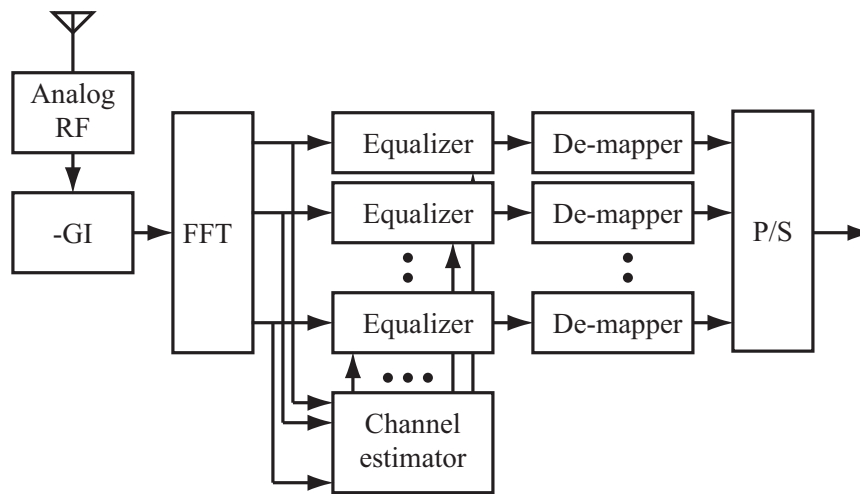 Analog
RF
-GI
FFT
Equalizer
De-mapper
Equalizer
De-mapper
Equalizer
De-mapper
P/S
Channel
estimator